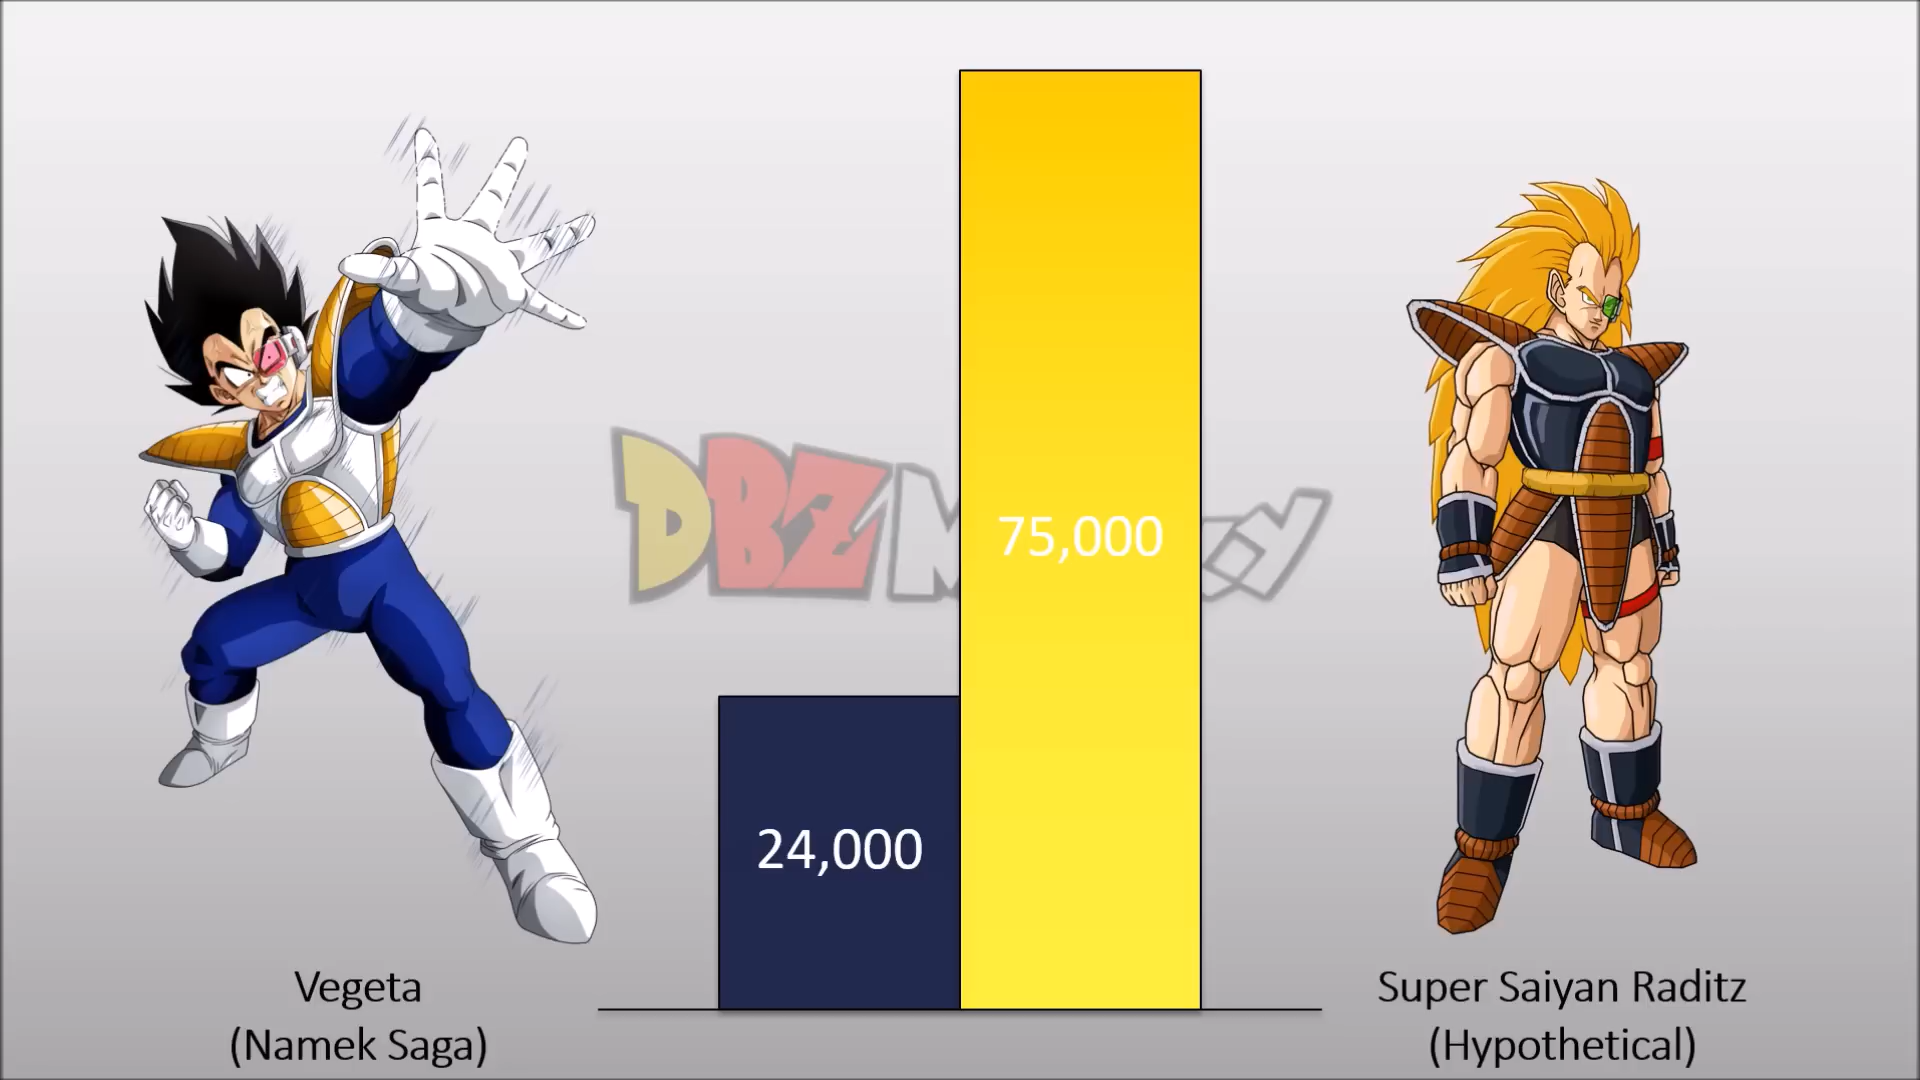 DBZ
75,000
24,000
Vegeta
(Namek Saga)
Super Saiyan Raditz
(Hypothetical)